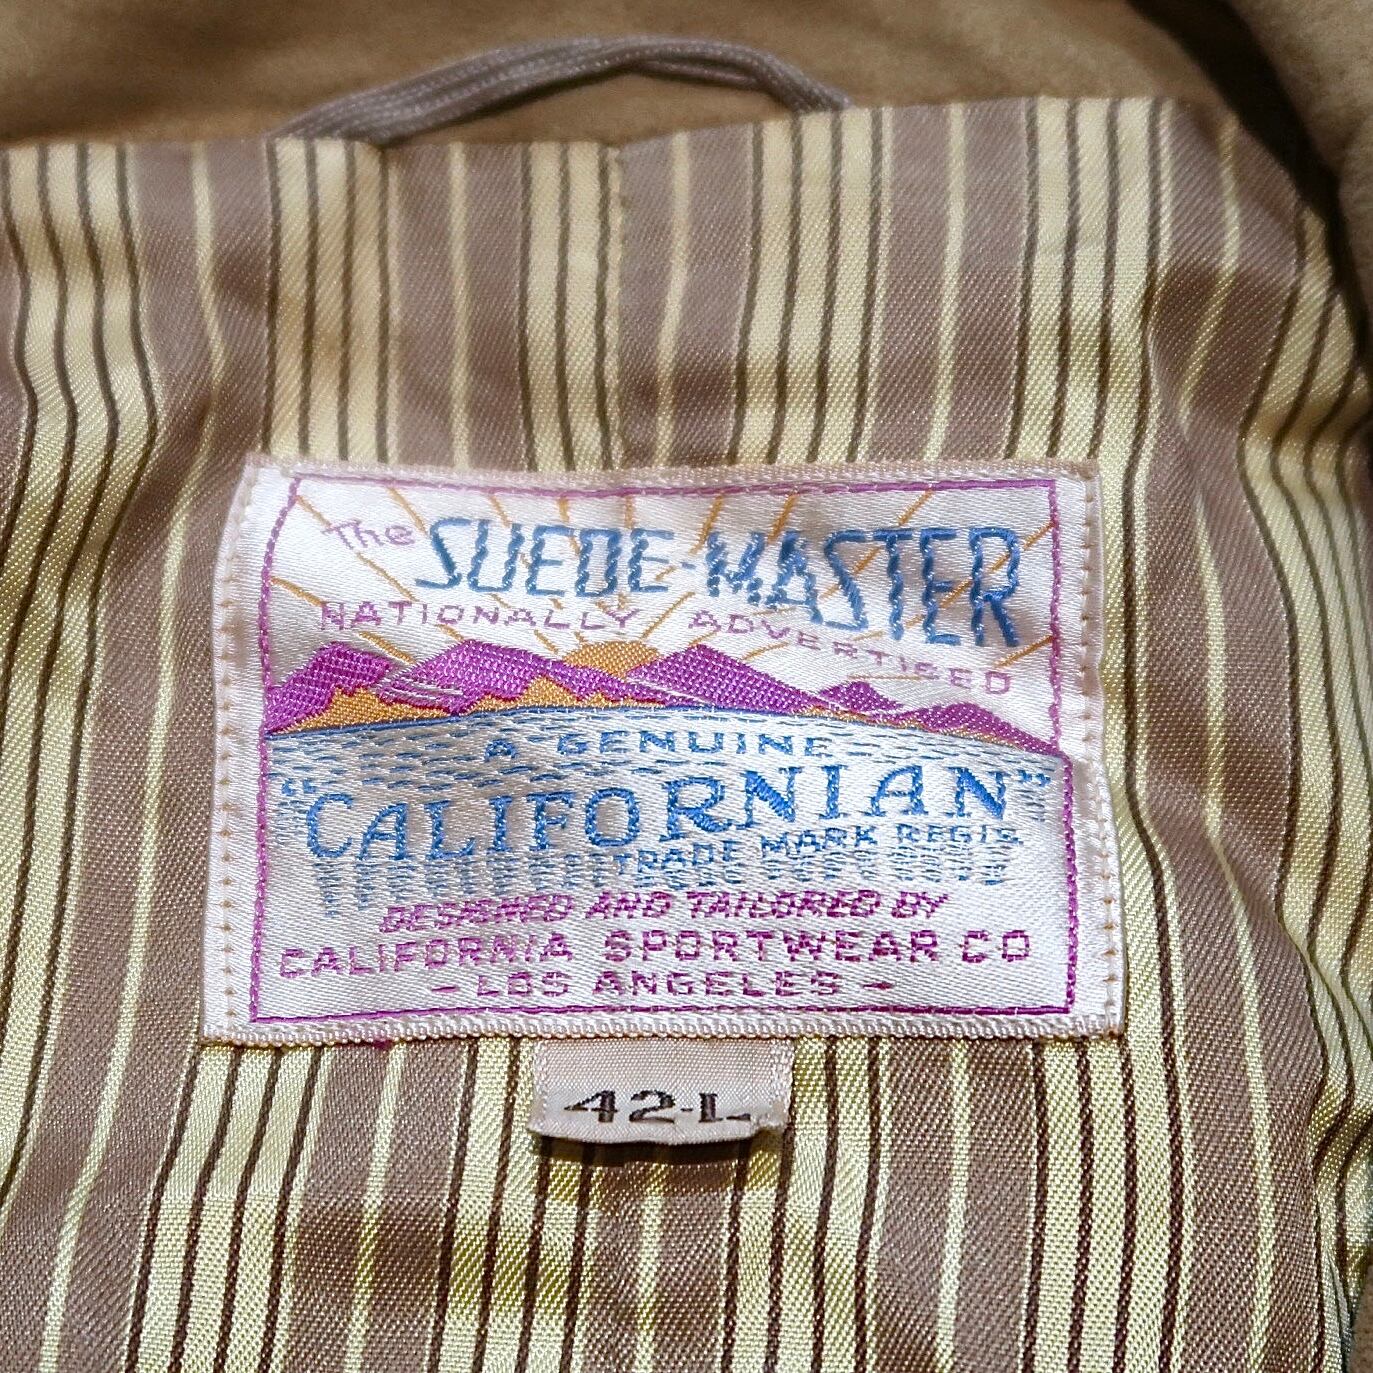 The SUEDE-MASTER
NATIONALLY ADVERTISED
A GENUINE
"CALIFORNIAN"
TRADE MARK REGIS.
DESIGNED AND TAILORED BY
CALIFORNIA SPORTWEAR CO
- LOS ANGELES -
42-L